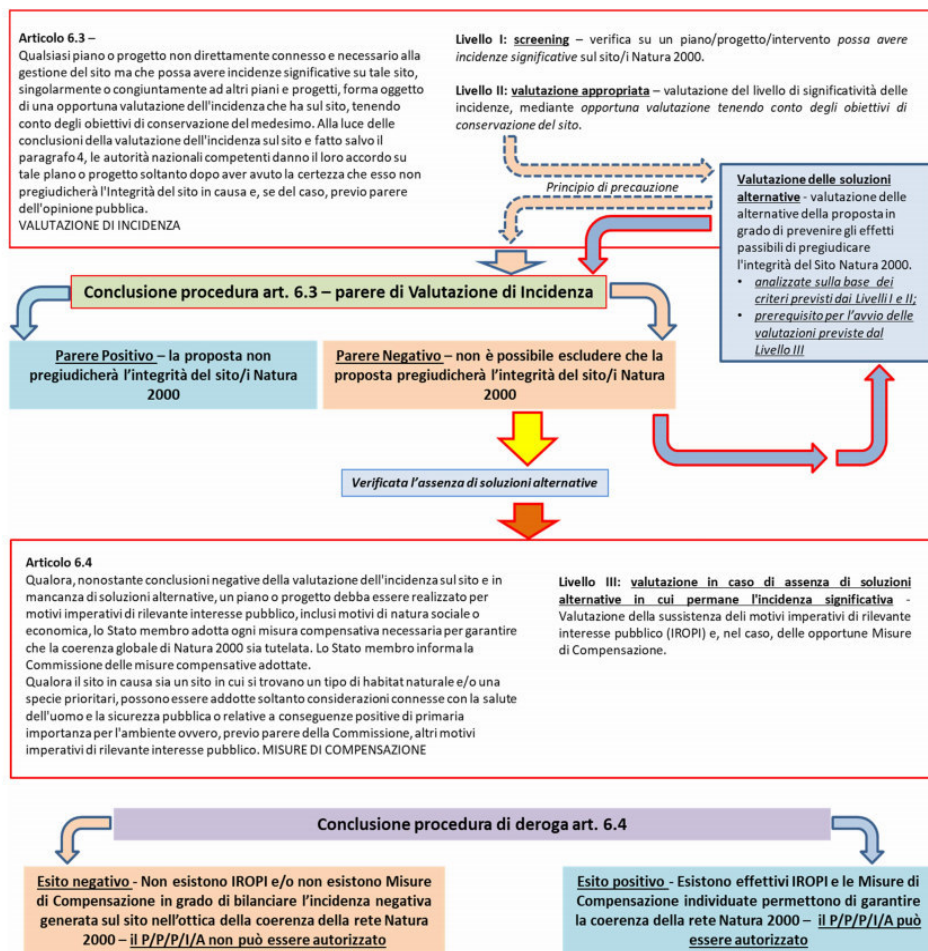 Articolo 6.3 –
Qualsiasi piano o progetto non direttamente connesso e necessario alla
gestione del sito ma che possa avere incidenze significative su tale sito,
singolarmente o congiuntamente ad altri piani e progetti, forma oggetto
di una opportuna valutazione dell'incidenza che ha sul sito, tenendo
conto degli obiettivi di conservazione del medesimo. Alla luce delle
conclusioni della valutazione dell'incidenza sul sito e fatto salvo il
paragrafo 4, le autorità nazionali competenti danno il loro accordo su
tale piano o progetto soltanto dopo aver avuto la certezza che esso non
pregiudicherà l'Integrità del sito in causa e, se del caso, previo parere
dell'opinione pubblica.
VALUTAZIONE DI INCIDENZA
Livello I: screening – verifica su un piano/progetto/intervento possa avere
incidenze significative sul sito/i Natura 2000.
Livello II: valutazione appropriata – valutazione del livello di significatività delle
incidenze, mediante opportuna valutazione tenendo conto degli obiettivi di
conservazione del sito.
Principio di precauzione
Valutazione delle soluzioni
alternative - valutazione delle
alternative della proposta in
grado di prevenire gli effetti
passibili di pregiudicare
l'integrità del Sito Natura 2000.
• analizzate sulla base dei
criteri previsti dai Livelli I e II;
• prerequisito per l'avvio delle
valutazioni previste dal
Livello III
Conclusione procedura art. 6.3 – parere di Valutazione di Incidenza
Parere Positivo – la proposta non
pregiudicherà l'integrità del sito/i Natura
2000
Parere Negativo – non è possibile escludere che la
proposta pregiudicherà l'integrità del sito/i Natura
2000
Verificata l'assenza di soluzioni alternative
Articolo 6.4
Qualora, nonostante conclusioni negative della valutazione dell'incidenza sul sito e in
mancanza di soluzioni alternative, un piano o progetto debba essere realizzato per
motivi imperativi di rilevante interesse pubblico, inclusi motivi di natura sociale o
economica, lo Stato membro adotta ogni misura compensativa necessaria per garantire
che la coerenza globale di Natura 2000 sia tutelata. Lo Stato membro informa la
Commissione delle misure compensative adottate.
Qualora il sito in causa sia un sito in cui si trovano un tipo di habitat naturale e/o una
specie prioritari, possono essere addotte soltanto considerazioni connesse con la salute
dell'uomo e la sicurezza pubblica o relative a conseguenze positive di primaria
importanza per l'ambiente ovvero, previo parere della Commissione, altri motivi
imperativi di rilevante interesse pubblico. MISURE DI COMPENSAZIONE
Livello III: valutazione in caso di assenza di soluzioni
alternative in cui permane l'incidenza significativa -
Valutazione della sussistenza deli motivi imperativi di rilevante
interesse pubblico (IROPI) e, nel caso, delle opportune Misure
di Compensazione.
Conclusione procedura di deroga art. 6.4
Esito negativo - Non esistono IROPI e/o non esistono Misure
di Compensazione in grado di bilanciare l'incidenza negativa
generata sul sito nell'ottica della coerenza della rete Natura
2000 – il P/P/P/I/A non può essere autorizzato
Esito positivo - Esistono effettivi IROPI e le Misure di
Compensazione individuate permettono di garantire
la coerenza della rete Natura 2000 – il P/P/P/I/A può
essere autorizzato